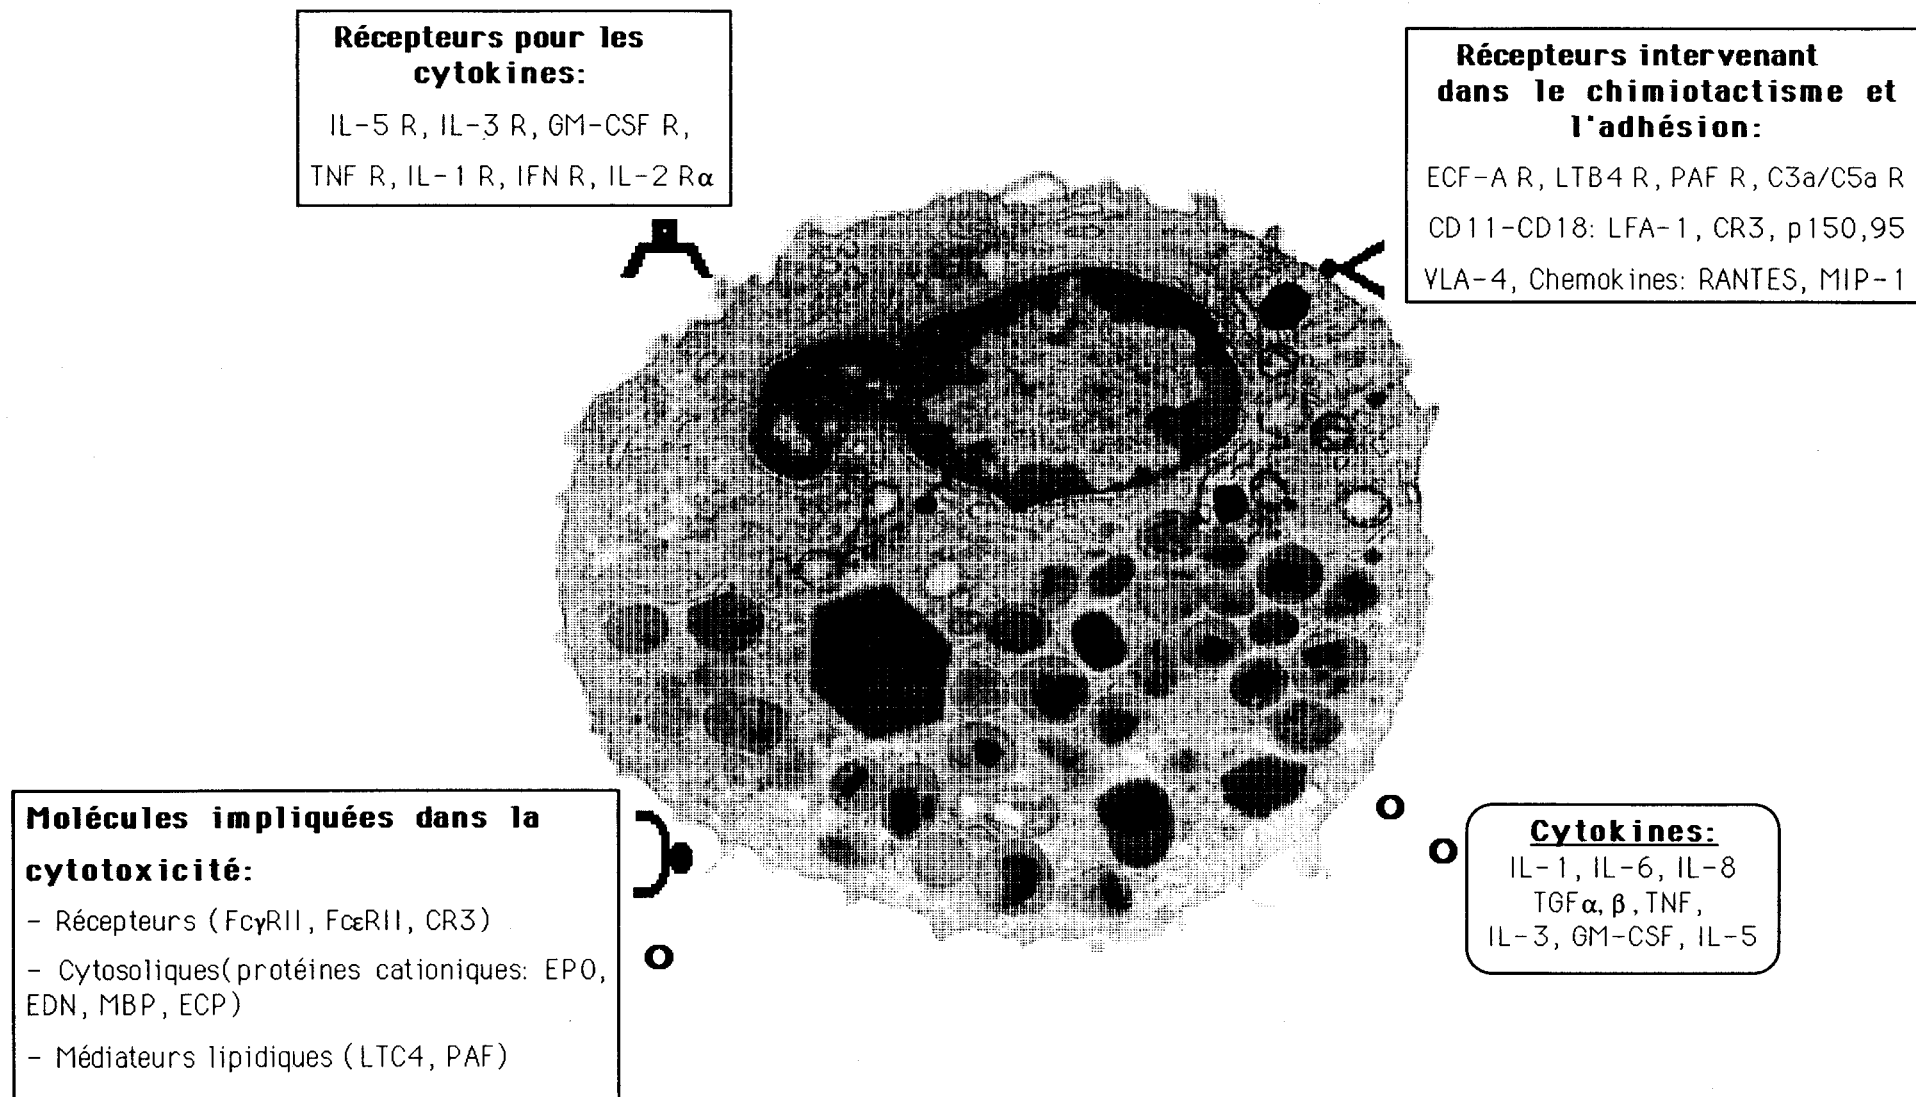 Récepteurs pour les
cytokines:
IL-5 R, IL-3 R, GM-CSF R,
TNF R, IL-1 R, IFN R, IL-2 Rα
Récepteurs intervenant
dans le chimiotactisme et
l'adhésion:
ECF-A R, LTB4 R, PAF R, C3a/C5a R
CD11-CD18: LFA-1, CR3, p150,95
VLA-4, Chemokines: RANTES, MIP-1
Molécules impliquées dans la
cytotoxicité:
- Récepteurs (FcγRII, FcεRII, CR3)
- Cytosoliques(protéines cationiques: EPO,
EDN, MBP, ECP)
- Médiateurs lipidiques (LTC4, PAF)
Cytokines:
IL-1, IL-6, IL-8
TGFα, β, TNF,
IL-3, GM-CSF, IL-5